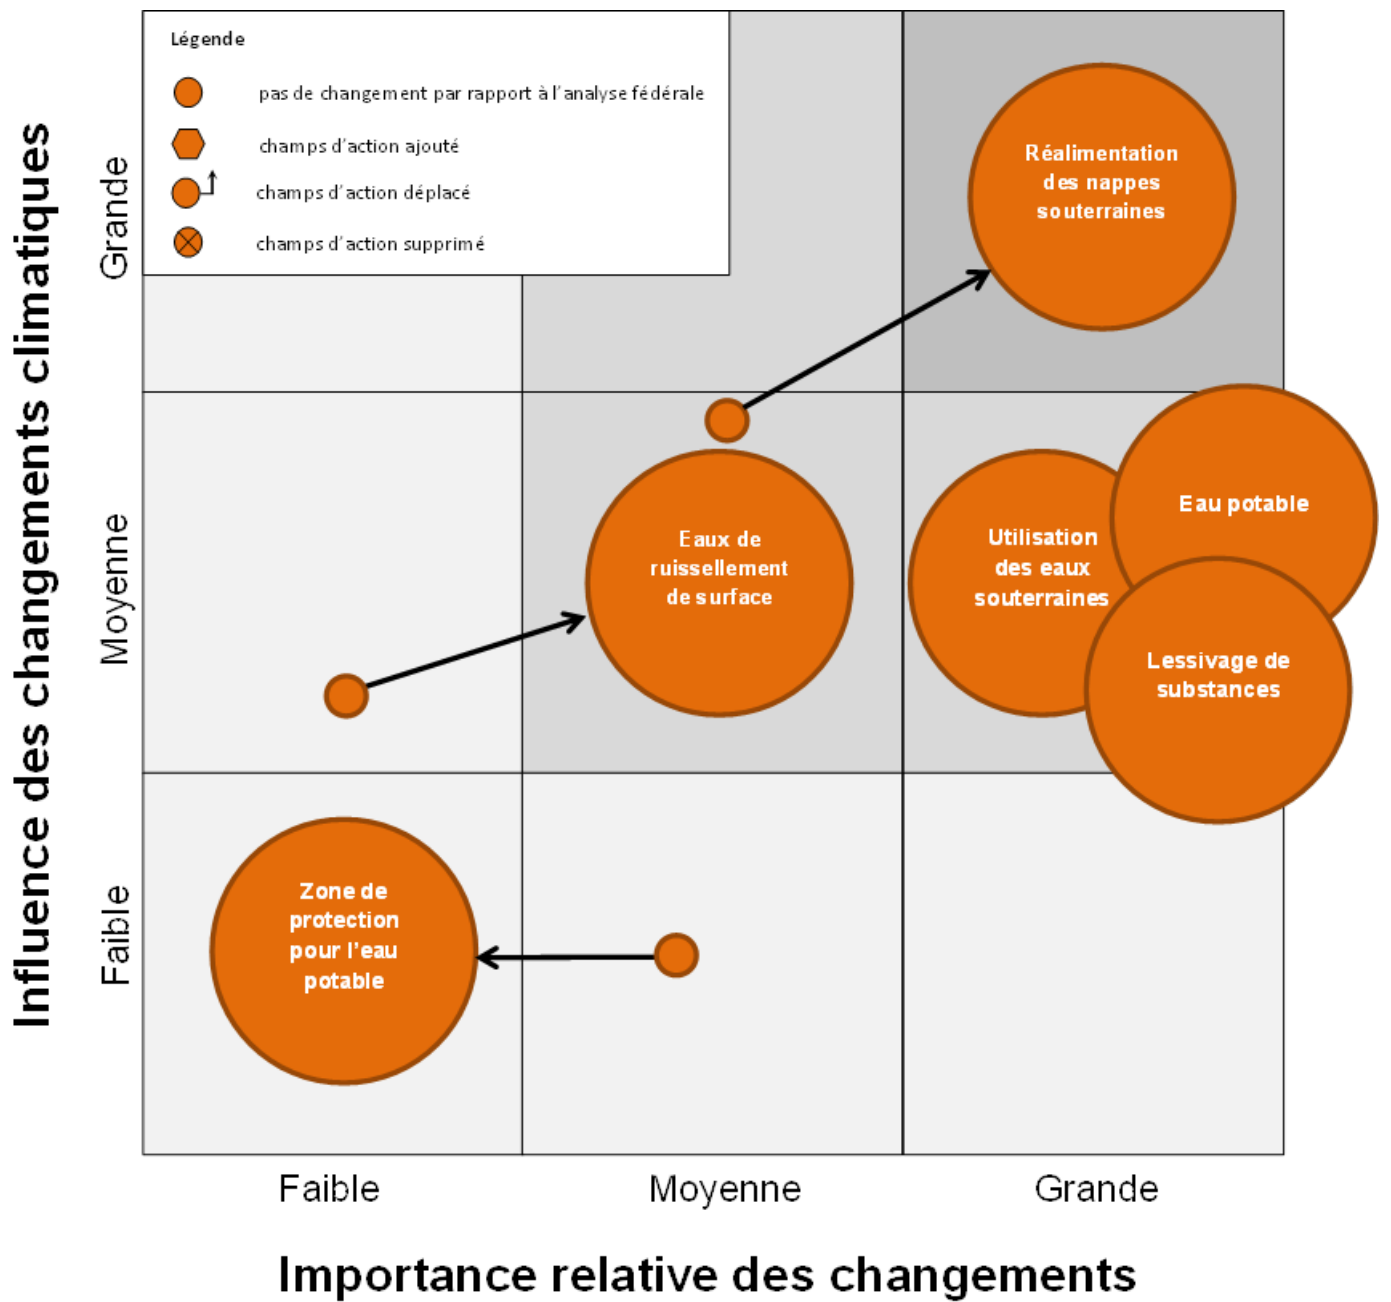 Légende
pas de changement par rapport à l'analyse fédérale
champs d'action ajouté
champs d'action déplacé
champs d'action supprimé
Influence des changements climatiques
Grande
Moyenne
Faible
Réalimentation
des nappes
souterraines
Eaux de
ruissellement
de surface
Utilisation
des eaux
souterraines
Eau potable
Lessivage de
substances
Zone de
protection
pour l'eau
potable
Faible
Moyenne
Grande
Importance relative des changements